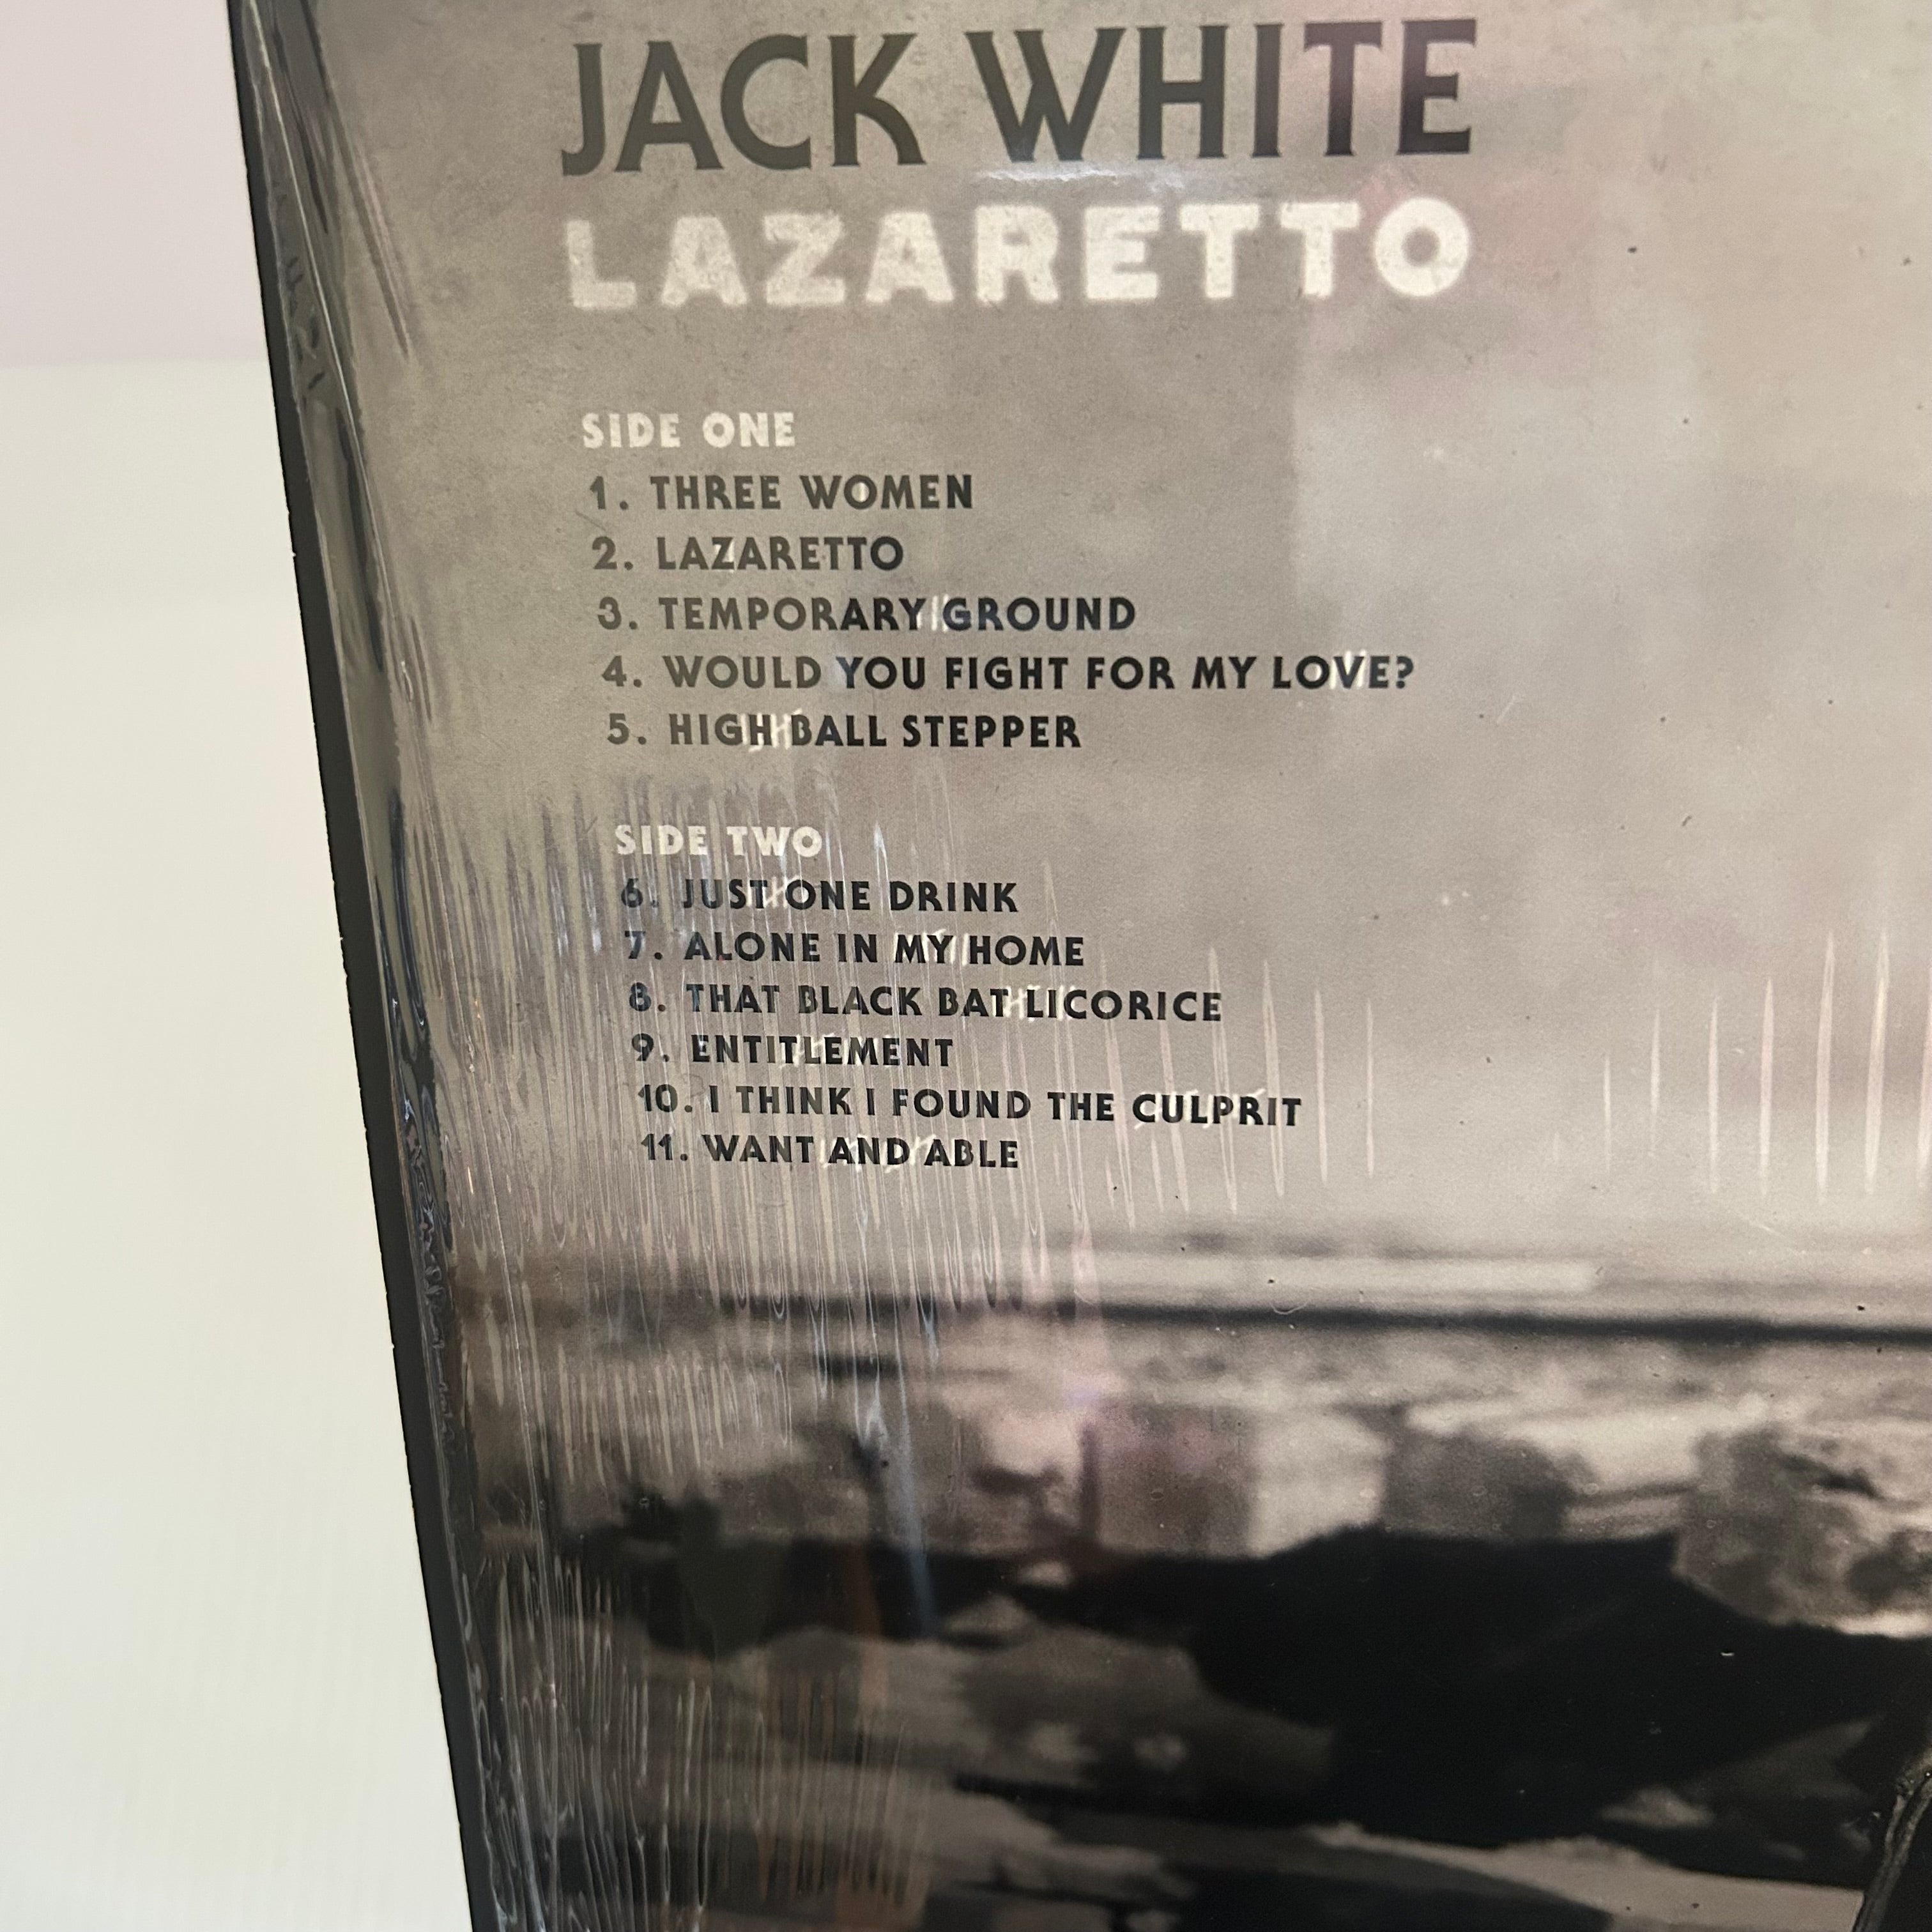 JACK WHITE
LAZARETTO
SIDE ONE
1. THREE WOMEN
2. LAZARETTO
3. TEMPORARY GROUND
4. WOULD YOU FIGHT FOR MY LOVE?
5. HIGH BALL STEPPER
SIDE TWO
6. JUST ONE DRINK
7. ALONE IN MY HOME
8. THAT BLACK BAT LICORICE
9. ENTITLEMENT
10. I THINK I FOUND THE CULPRIT
11. WANT AND ABLE